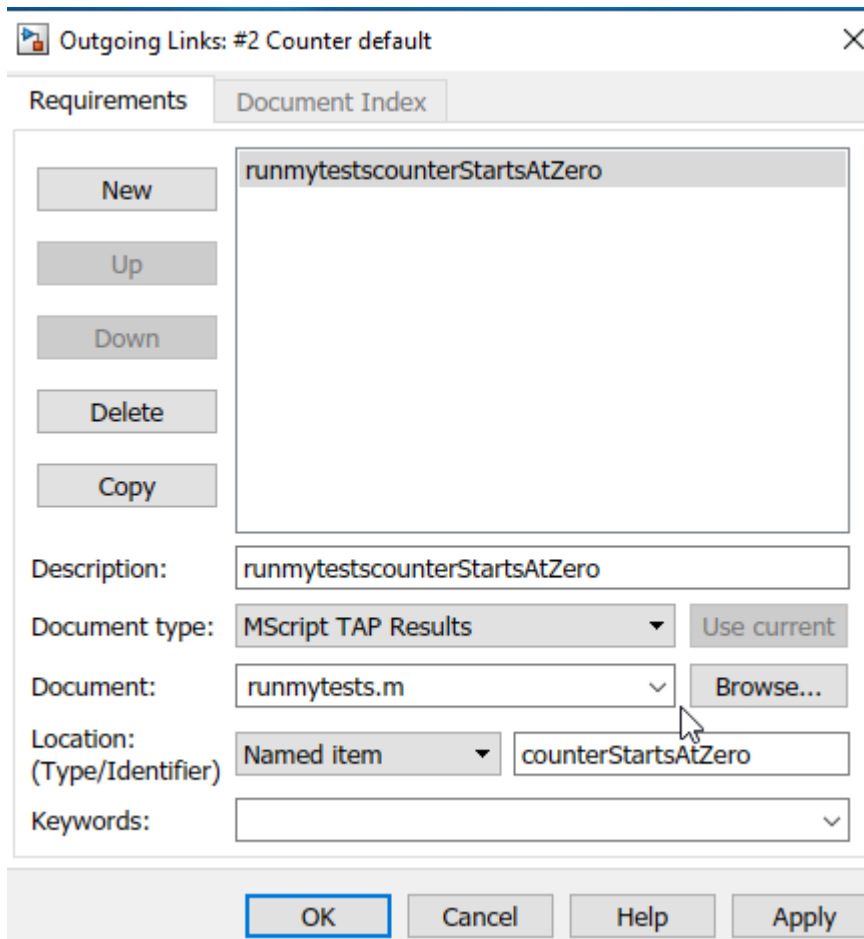 Outgoing Links: #2 Counter default
Requirements
Document Index
New
Up
Down
Delete
Copy
runmytestscounterStartsAtZero
Description:
runmytestscounterStartsAtZero
Document type:
MScript TAP Results
Use current
Document:
runmytests.m
Browse...
Location:
(Type/Identifier)
Named item
counterStartsAtZero
Keywords:
OK
Cancel
Help
Apply